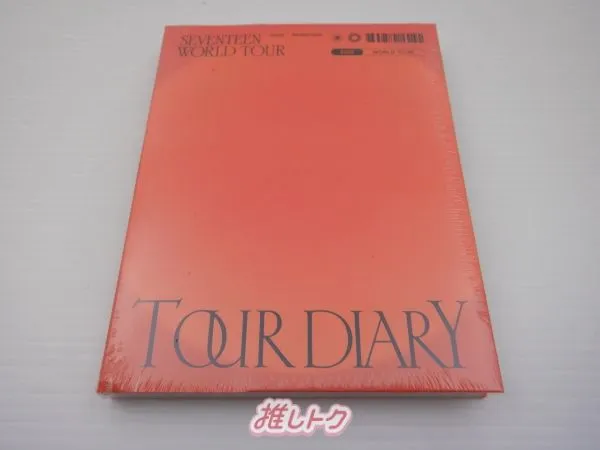 SEVENTEEN
WORLD TOUR
TOUR DIARY
推しトク